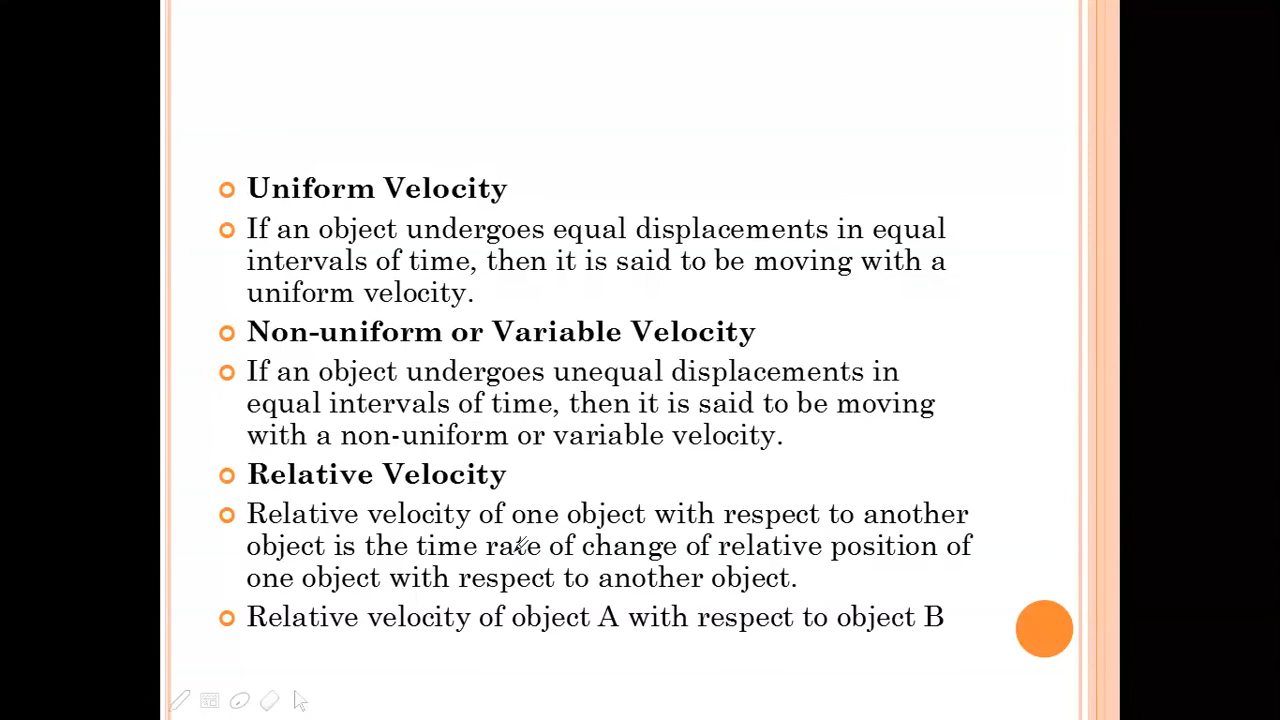 Uniform Velocity
If an object undergoes equal displacements in equal
intervals of time, then it is said to be moving with a
uniform velocity.
Non-uniform or Variable Velocity
If an object undergoes unequal displacements in
equal intervals of time, then it is said to be moving
with a non-uniform or variable velocity.
Relative Velocity
Relative velocity of one object with respect to another
object is the time rate of change of relative position of
one object with respect to another object.
Relative velocity of object A with respect to object B